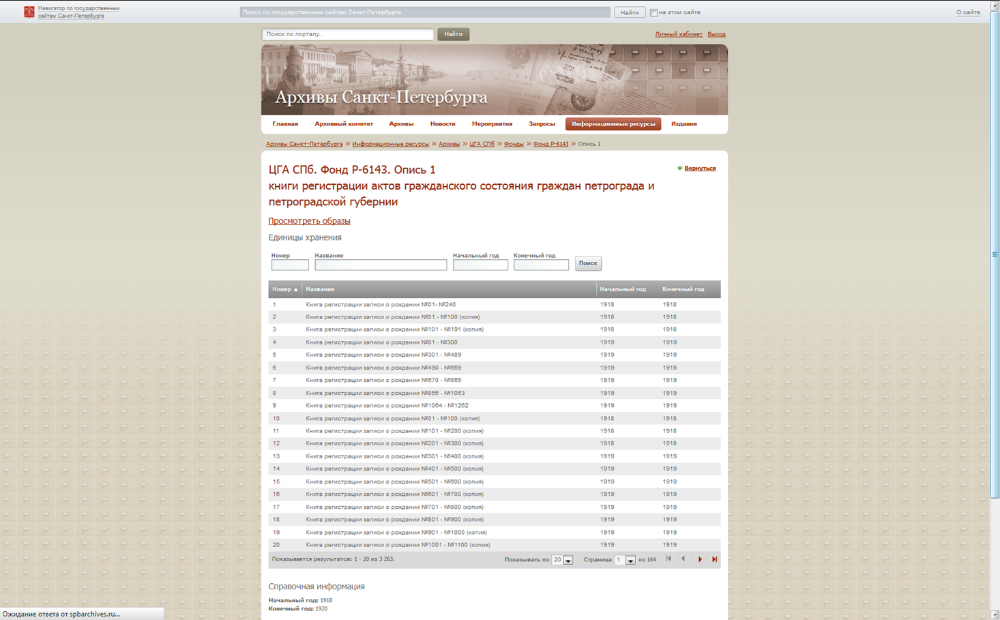 Навигатор по государственным
сайтам Санкт-Петербурга
Поиск по государственным сайтам Санкт-Петербурга
Найти
на этом сайте
О сайте
Поиск по порталу...
Найти
Личный кабинет Выход
Архивы Санкт-Петербурга
Главная Архивный комитет Архивы Новости Мероприятия Запросы Информационные ресурсы Издания
Архивы Санкт-Петербурга » Информационные ресурсы » Архивы » ЦГА СПб » Фонды » Фонд Р-6143 » Опись 1
ЦГА СПб. Фонд Р-6143. Опись 1
Вернуться
книги регистрации актов гражданского состояния граждан петрограда и
петроградской губернии
Просмотреть образы
Единицы хранения
Номер Название Начальный год Конечный год
Поиск
Номер ▲ Название Начальный год Конечный год
1 Книга регистрации записи о рождении №01- №240 1918 1918
2 Книга регистрации записи о рождении №01 - №100 (копия) 1918 1918
3 Книга регистрации записи о рождении №101 - №191 (копия) 1918 1918
4 Книга регистрации записи о рождении №01 - №300 1919 1919
5 Книга регистрации записи о рождении №301 - №489 1919 1919
6 Книга регистрации записи о рождении №490 - №669 1919 1919
7 Книга регистрации записи о рождении №670 - №865 1919 1919
8 Книга регистрации записи о рождении №866 - №1063 1919 1919
9 Книга регистрации записи о рождении №1064 - №1262 1919 1919
10 Книга регистрации записи о рождении №01 - №100 (копия) 1918 1918
11 Книга регистрации записи о рождении №101 - №200 (копия) 1918 1918
12 Книга регистрации записи о рождении №201 - №300 (копия) 1918 1918
13 Книга регистрации записи о рождении №301 - №400 (копия) 1919 1919
14 Книга регистрации записи о рождении №401 - №500 (копия) 1919 1919
15 Книга регистрации записи о рождении №501 - №600 (копия) 1919 1919
16 Книга регистрации записи о рождении №601 - №700 (копия) 1919 1919
17 Книга регистрации записи о рождении №701 - №800 (копия) 1919 1919
18 Книга регистрации записи о рождении №801 - №900 (копия) 1919 1919
19 Книга регистрации записи о рождении №901 - №1000 (копия) 1919 1919
20 Книга регистрации записи о рождении №1001 - №1100 (копия) 1919 1919
Показывается результатов: 1 - 20 из 3 263. Показывать по 20 Страница 1 из 164
Справочная информация
Начальный год: 1918
Конечный год: 1920
Ожидание ответа от spbarchives.ru...